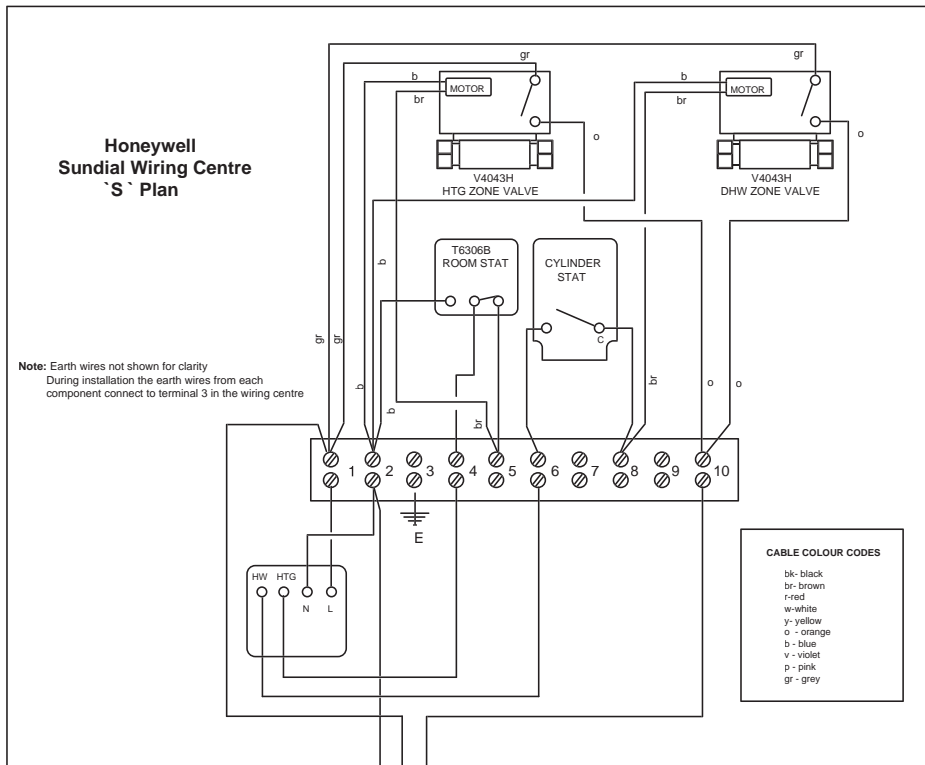 Honeywell
Sundial Wiring Centre
`S ` Plan
gr
gr
b
br
MOTOR
b
br
MOTOR
o
o
V4043H
HTG ZONE VALVE
V4043H
DHW ZONE VALVE
T6306B
ROOM STAT
CYLINDER
STAT
C
b
gr
gr
b
b
br
br
o
o
Note: Earth wires not shown for clarity
During installation the earth wires from each
component connect to terminal 3 in the wiring centre
1 2 3 4 5 6 7 8 9 10
E
HW HTG
N L
CABLE COLOUR CODES
bk- black
br- brown
r-red
w-white
y- yellow
o - orange
b - blue
v - violet
p - pink
gr - grey